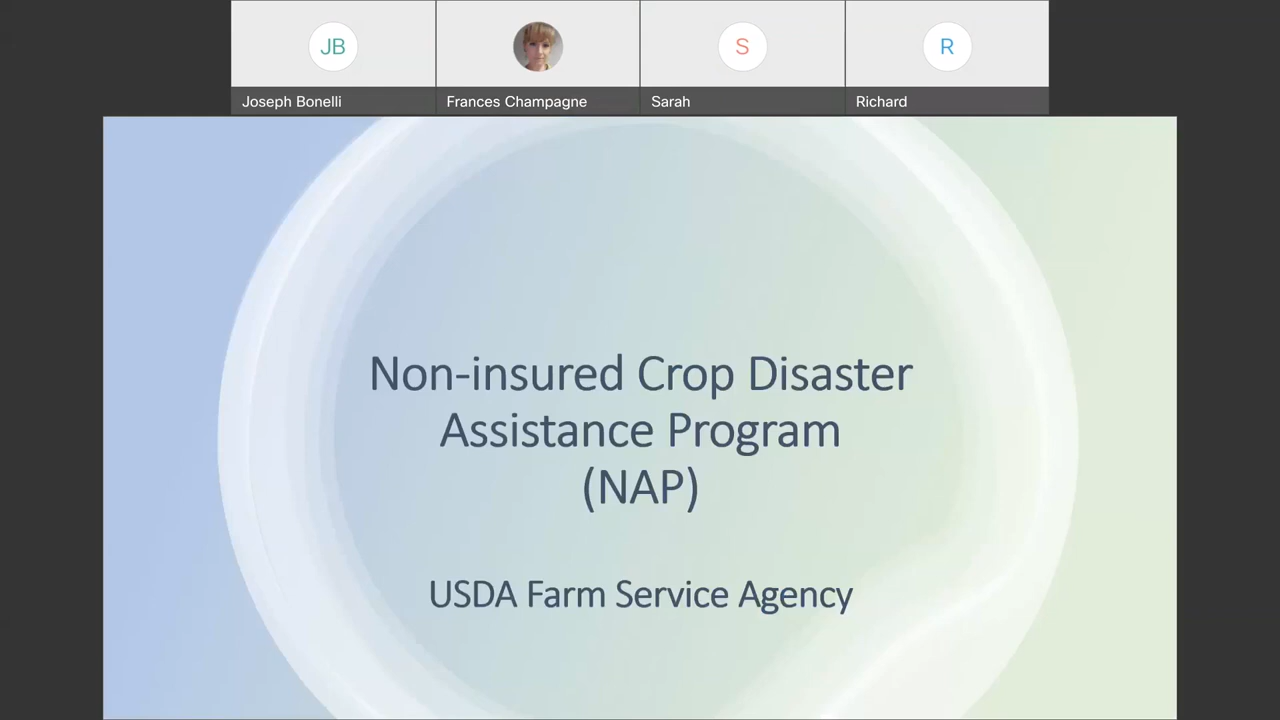 JB
S
R
Joseph Bonelli
Frances Champagne
Sarah
Richard
Non-insured Crop Disaster
Assistance Program
(NAP)
USDA Farm Service Agency